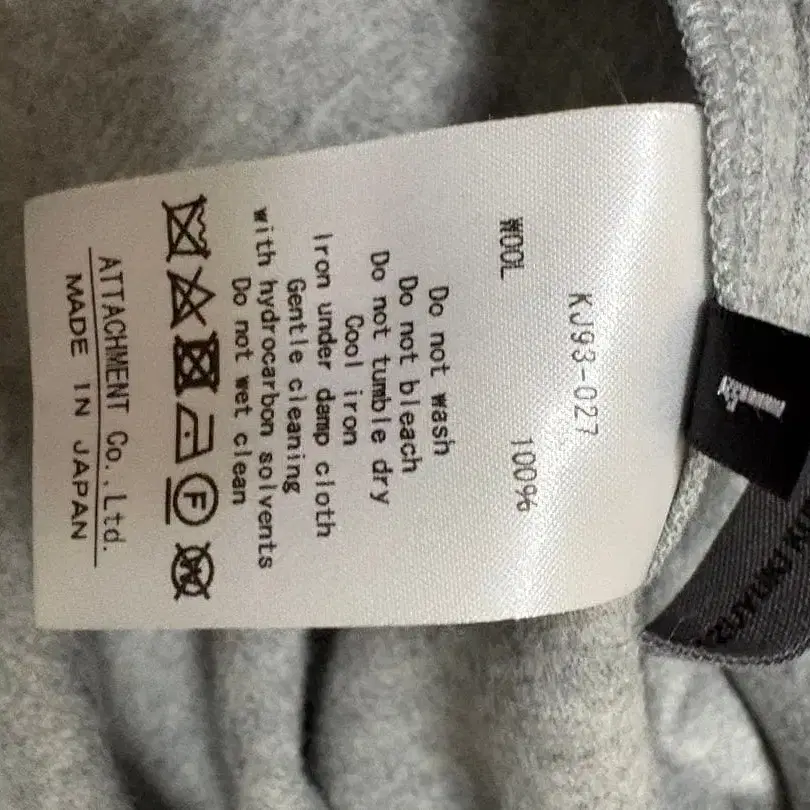 KJ93-027
WOOL 100%
Do not wash
Do not bleach
Do not tumble dry
Cool iron
Iron under damp cloth
Gentle cleaning
with hydrocarbon solvents
Do not wet clean
F
W
ATTACHMENT Co.,Ltd.
MADE IN JAPAN
1